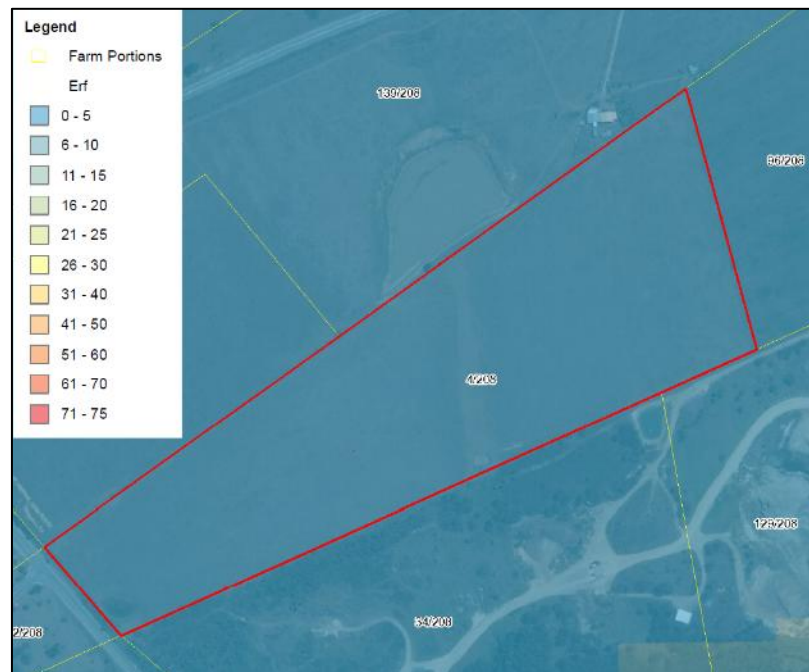 Legend
Farm Portions
Erf
0 - 5
6 - 10
11 - 15
16 - 20
21 - 25
26 - 30
31 - 40
41 - 50
51 - 60
61 - 70
71 - 75
139/208
96/208
4/208
129/208
34/208
2/208